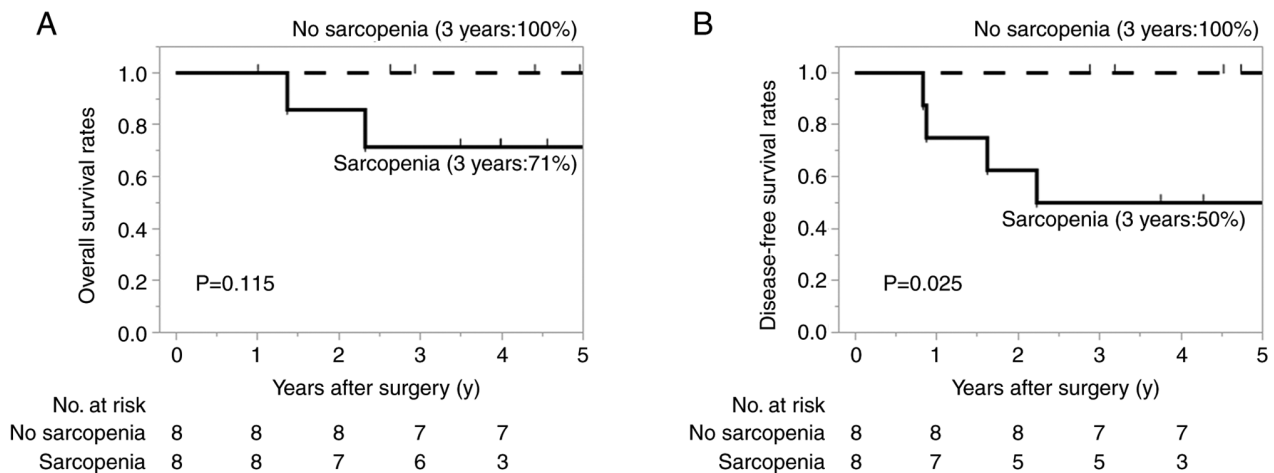 A
No sarcopenia (3 years:100%)
1.0
0.8
0.6
0.4
0.2
0.0
Overall survival rates
Sarcopenia (3 years:71%)
P=0.115
0 1 2 3 4 5
Years after surgery (y)
No. at risk
No sarcopenia 8 8 8 7 7
Sarcopenia 8 8 7 6 3
B
No sarcopenia (3 years:100%)
1.0
0.8
0.6
0.4
0.2
0.0
Disease-free survival rates
Sarcopenia (3 years:50%)
P=0.025
0 1 2 3 4 5
Years after surgery (y)
No. at risk
No sarcopenia 8 8 8 7 7
Sarcopenia 8 7 5 5 3